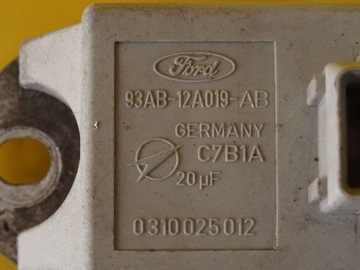 Ford
93AB-12A019-AB
GERMANY
C7B1A
20µF
0310025012